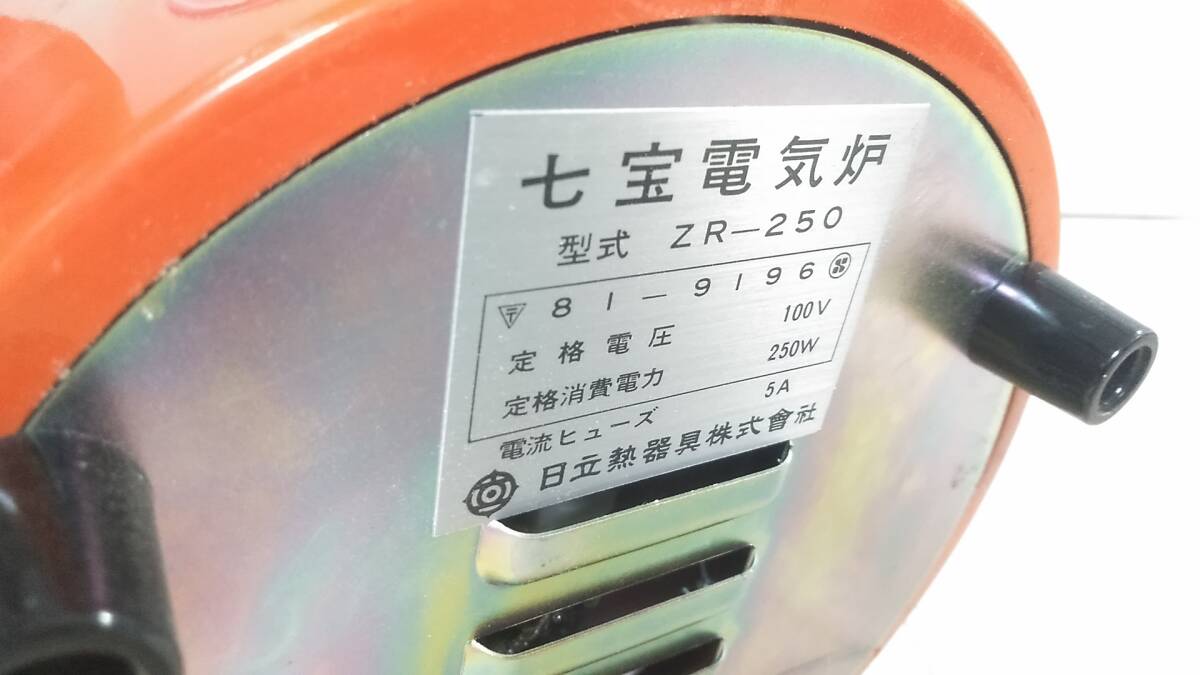 七宝電気炉
型式 ZR-250
〒 81-9196
定格電圧 100V
定格消費電力 250W
電流ヒューズ 5A
日立熱器具株式會社